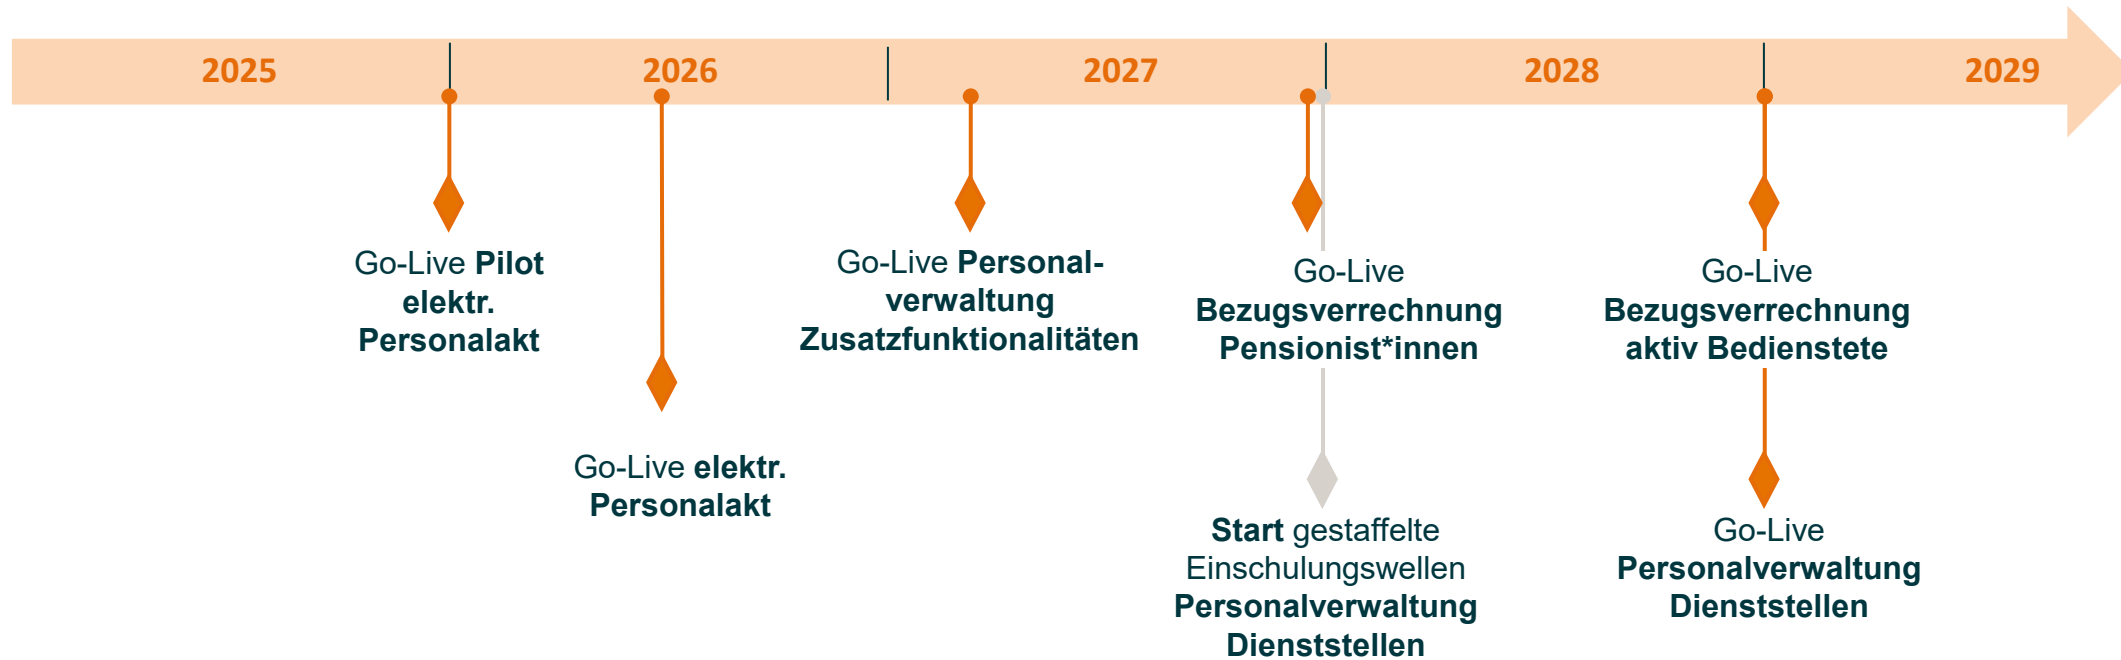 2025
2026
2027
2028
2029
Go-Live Pilot
elektr.
Personalakt
Go-Live elektr.
Personalakt
Go-Live Personal-
verwaltung
Zusatzfunktionalitäten
Go-Live
Bezugsverrechnung
Pensionist*innen
Start gestaffelte
Einschulungswellen
Personalverwaltung
Dienststellen
Go-Live
Bezugsverrechnung
aktiv Bedienstete
Go-Live
Personalverwaltung
Dienststellen